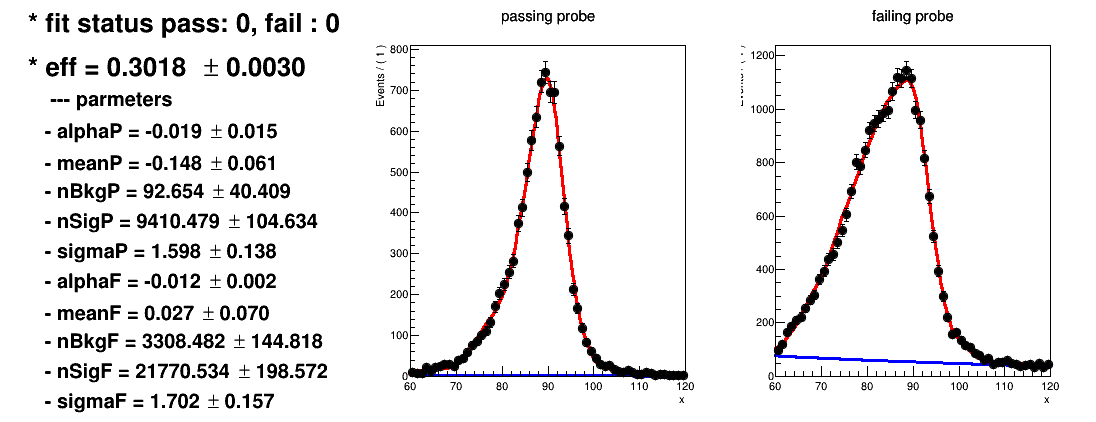 * fit status pass: 0, fail : 0
* eff = 0.3018 ± 0.0030
--- parmeters
- alphaP = -0.019 ± 0.015
- meanP = -0.148 ± 0.061
- nBkgP = 92.654 ± 40.409
- nSigP = 9410.479 ± 104.634
- sigmaP = 1.598 ± 0.138
- alphaF = -0.012 ± 0.002
- meanF = 0.027 ± 0.070
- nBkgF = 3308.482 ± 144.818
- nSigF = 21770.534 ± 198.572
- sigmaF = 1.702 ± 0.157
passing probe
Events / ( 1 )
800
700
600
500
400
300
200
100
0
60 70 80 90 100 110 120
x
failing probe
1200
1000
800
600
400
200
0
60 70 80 90 100 110 120
x